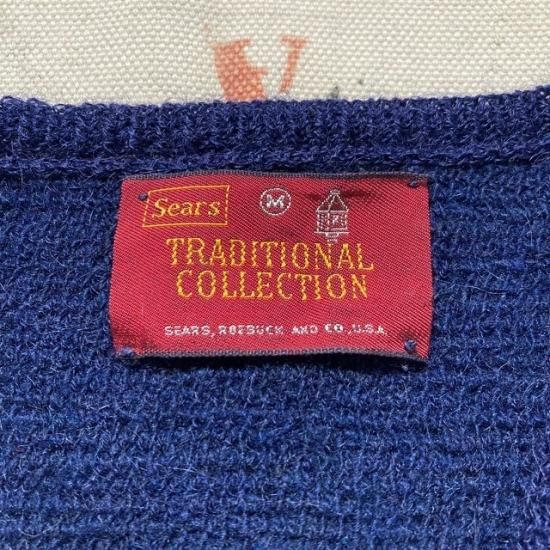 Sears M
TRADITIONAL
COLLECTION
SEARS, ROEBUCK AND CO., U.S.A.